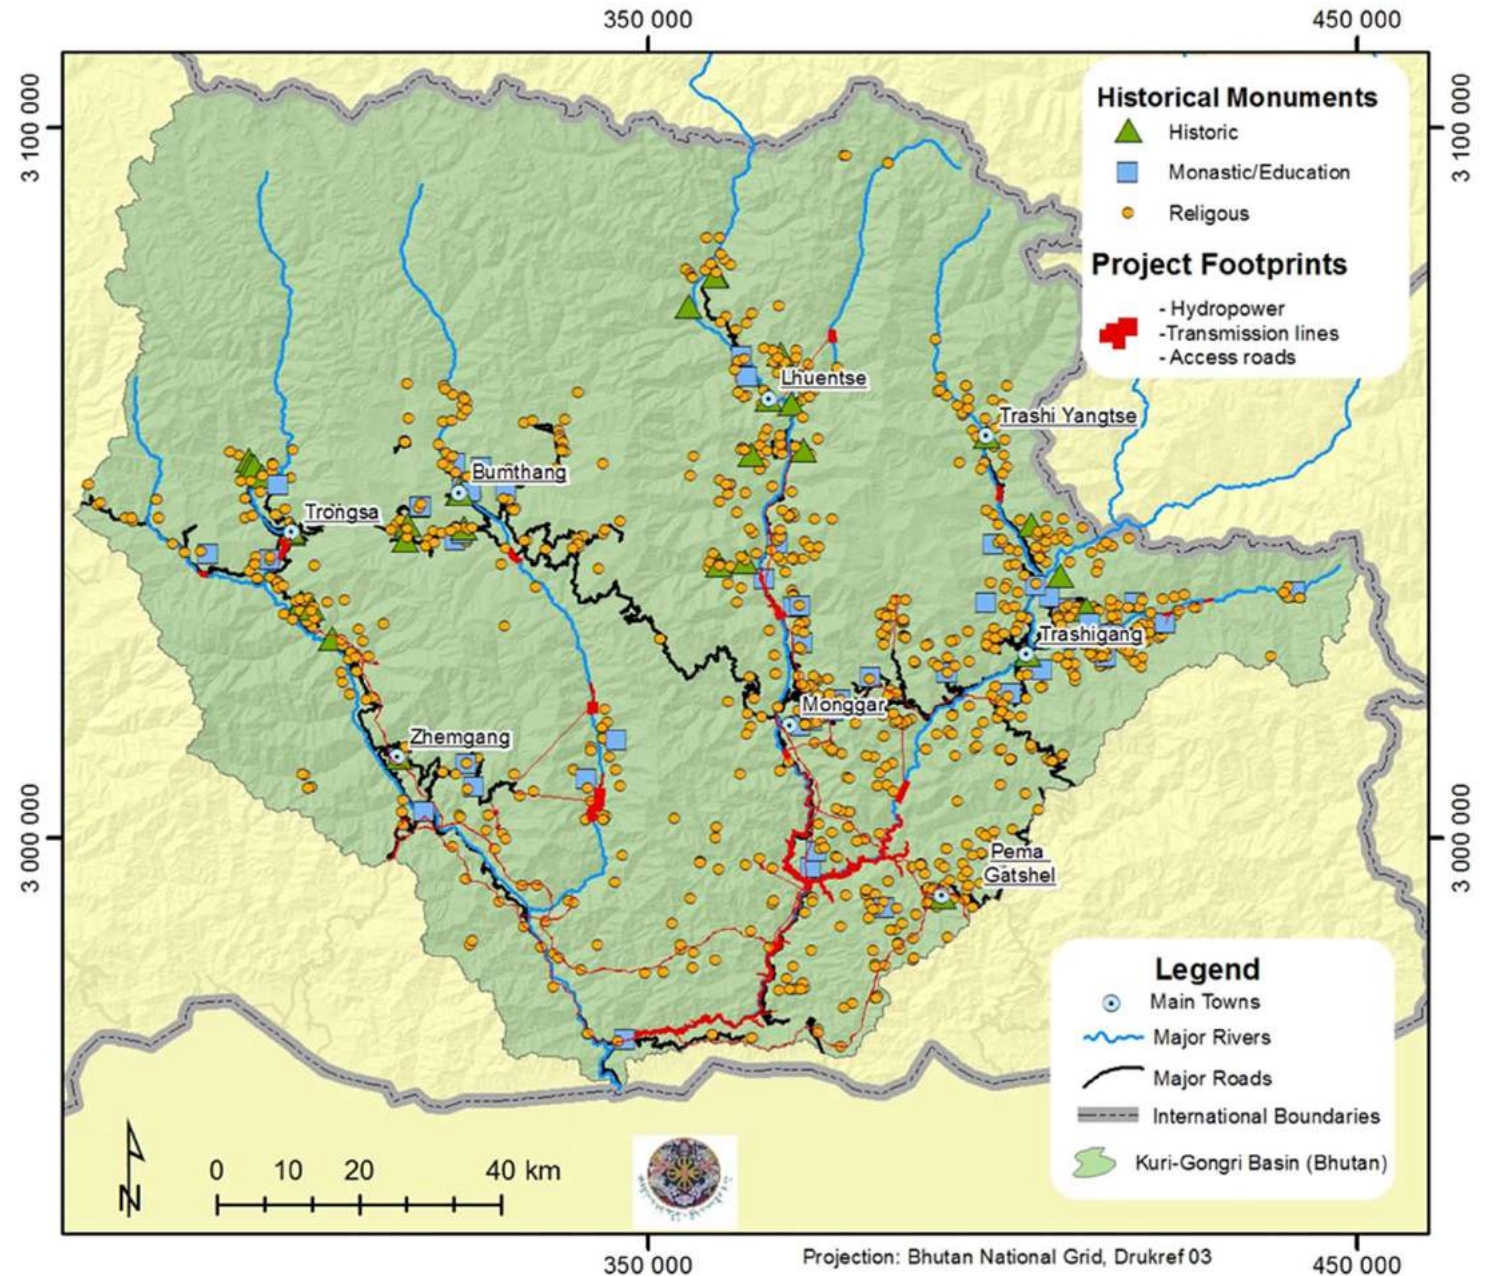 350 000
450 000
3 100 000
3 100 000
Historical Monuments
Historic
Monastic/Education
Religous
Project Footprints
- Hydropower
-Transmission lines
- Access roads
Lhuentse
Trashi Yangtse
Bumthang
Trongsa
Trashigang
Monggar
Zhemgang
3 000 000
3 000 000
Pema
Gatshel
Legend
Main Towns
Major Rivers
Major Roads
International Boundaries
Kuri-Gongri Basin (Bhutan)
N
0 10 20 40 km
350 000
Projection: Bhutan National Grid, Drukref 03
450 000